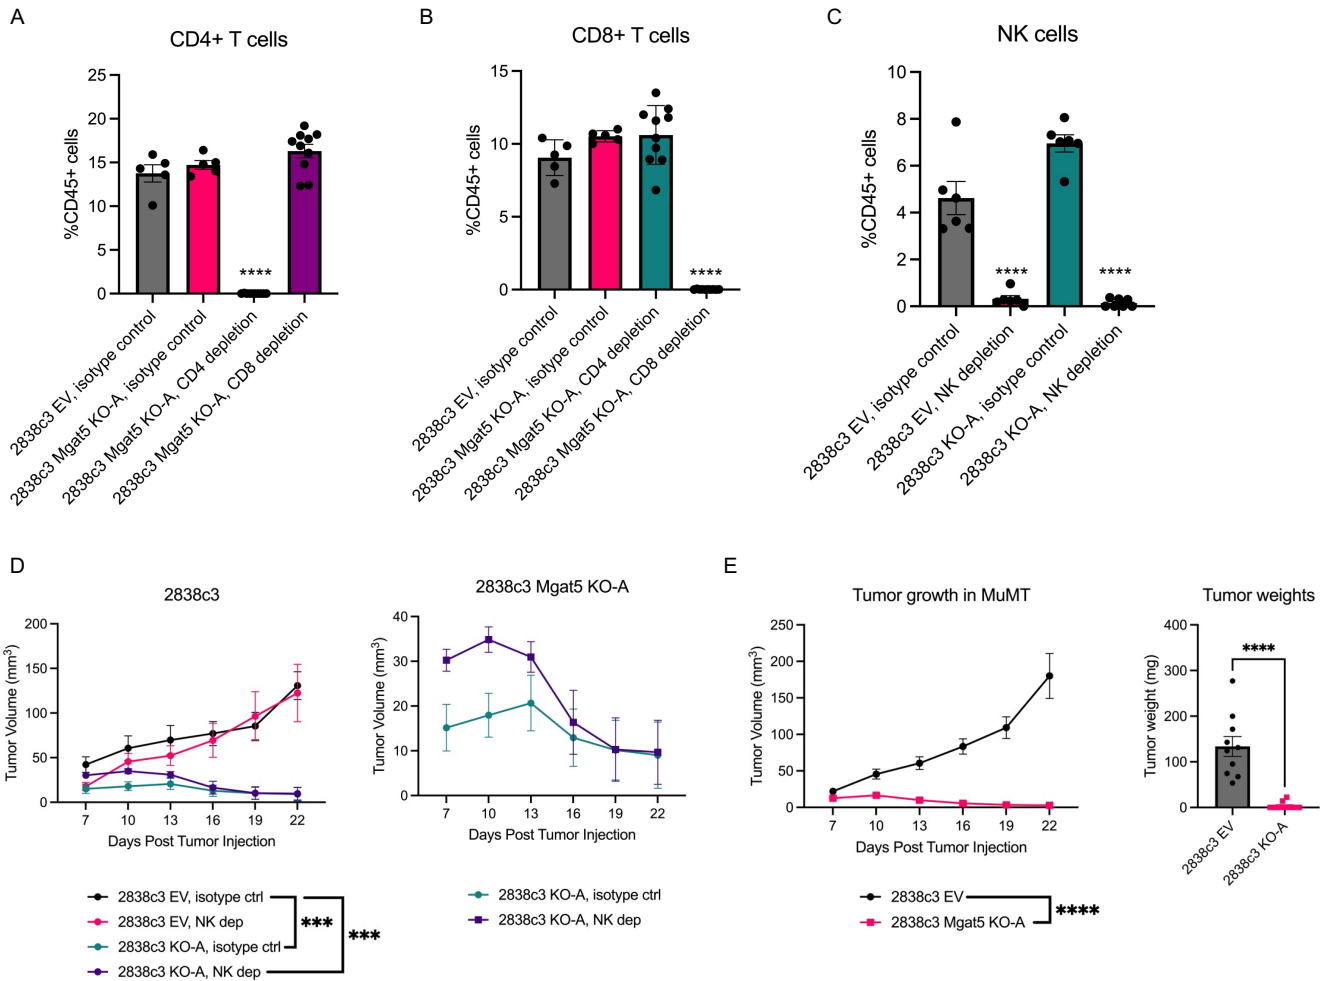 A
CD4+ T cells
%CD45+ cells
25
20
15
10
5
0
****
2838c3 EV, isotype control
2838c3 Mgat5 KO-A, isotype control
2838c3 Mgat5 KO-A, CD4 depletion
2838c3 Mgat5 KO-A, CD8 depletion
B
CD8+ T cells
%CD45+ cells
15
10
5
0
****
2838c3 EV, isotype control
2838c3 Mgat5 KO-A, isotype control
2838c3 Mgat5 KO-A, CD4 depletion
2838c3 Mgat5 KO-A, CD8 depletion
C
NK cells
%CD45+ cells
10
8
6
4
2
0
****
****
2838c3 EV, isotype control
2838c3 EV, NK depletion
2838c3 KO-A, isotype control
2838c3 KO-A, NK depletion
D
2838c3
Tumor Volume (mm³)
200
150
100
50
0
7 10 13 16 19 22
Days Post Tumor Injection
2838c3 EV, isotype ctrl
2838c3 EV, NK dep
2838c3 KO-A, isotype ctrl
2838c3 KO-A, NK dep
***
***
2838c3 Mgat5 KO-A
Tumor Volume (mm³)
40
30
20
10
0
7 10 13 16 19 22
Days Post Tumor Injection
2838c3 KO-A, isotype ctrl
2838c3 KO-A, NK dep
E
Tumor growth in MuMT
Tumor Volume (mm³)
250
200
150
100
50
0
7 10 13 16 19 22
Days Post Tumor Injection
2838c3 EV
2838c3 Mgat5 KO-A
****
Tumor weights
Tumor weight (mg)
400
300
200
100
0
****
2838c3 EV
2838c3 KO-A